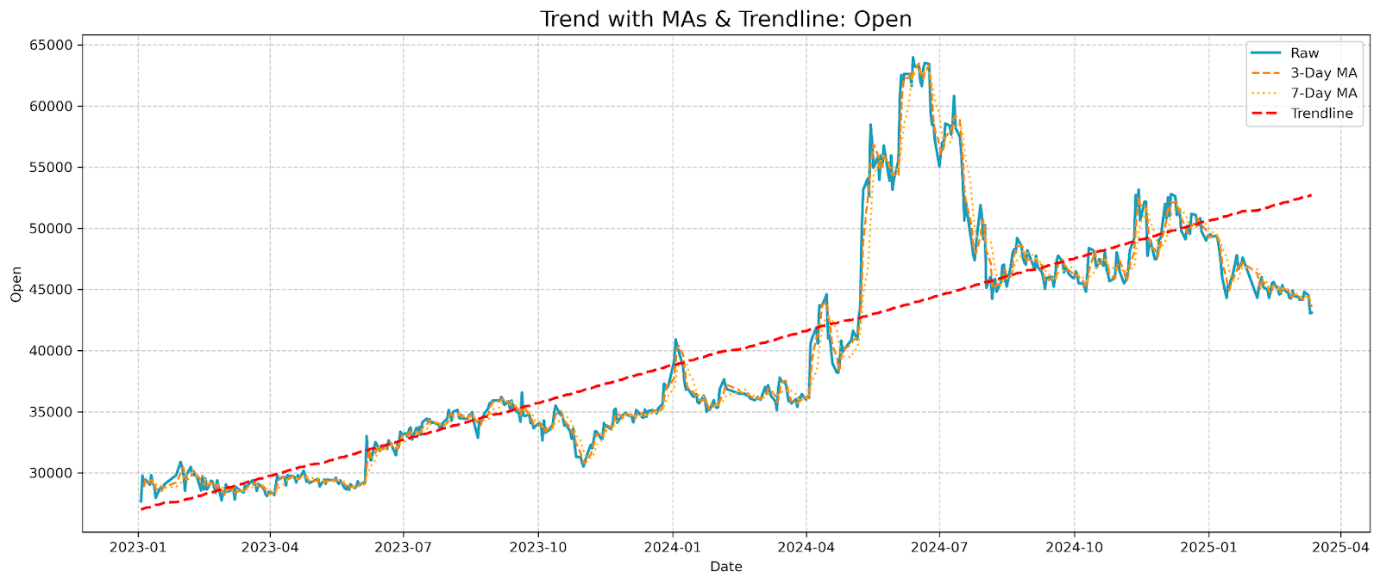 Trend with MAs & Trendline: Open
65000
60000
55000
50000
45000
40000
35000
30000
Open
Raw
3-Day MA
7-Day MA
Trendline
2023-01 2023-04 2023-07 2023-10 2024-01 2024-04 2024-07 2024-10 2025-01 2025-04
Date